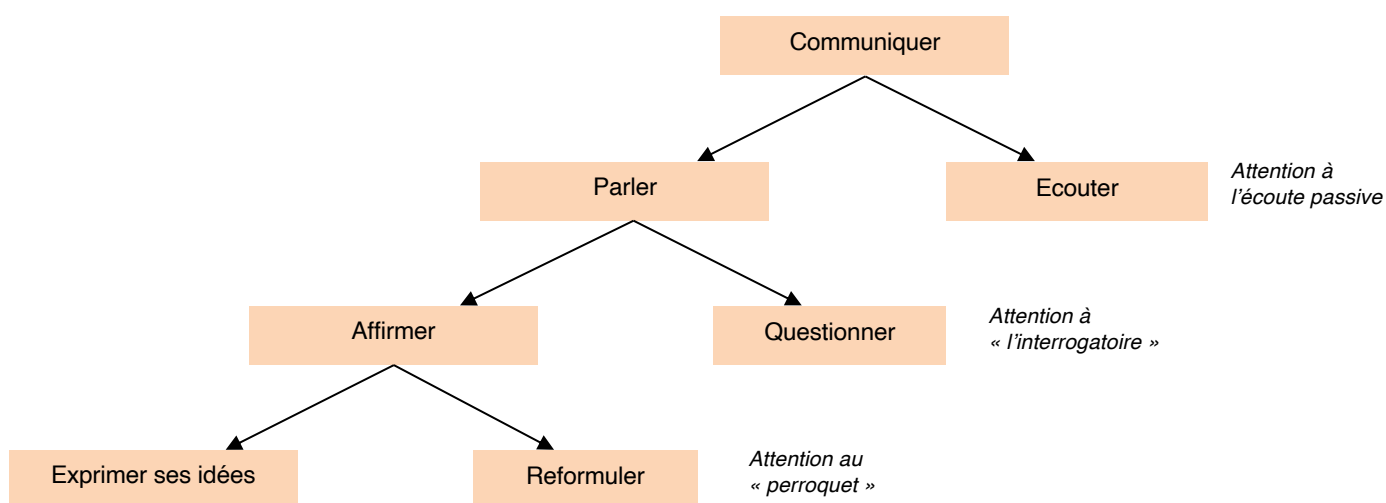 Communiquer
Parler
Ecouter
Attention à
l'écoute passive
Affirmer
Questionner
Attention à
« l'interrogatoire »
Exprimer ses idées
Reformuler
Attention au
« perroquet »